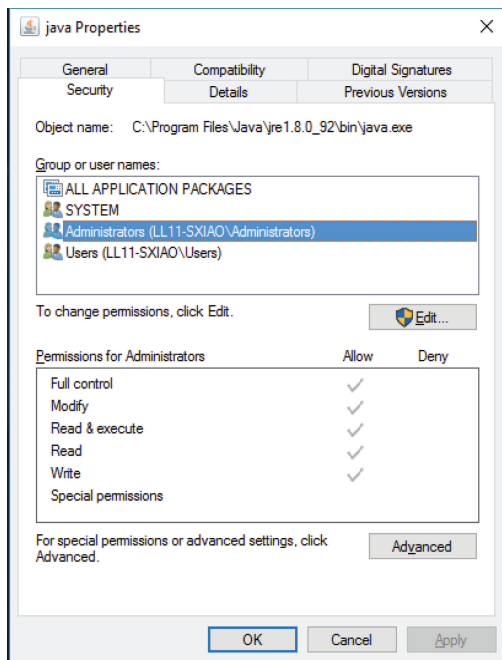 java Properties
General Compatibility Digital Signatures
Security Details Previous Versions
Object name: C:\Program Files\Java\jre1.8.0_92\bin\java.exe
Group or user names:
ALL APPLICATION PACKAGES
SYSTEM
Administrators (LL11-SXIAO\Administrators)
Users (LL11-SXIAO\Users)
To change permissions, click Edit.
Edit...
Permissions for Administrators Allow Deny
Full control
Modify
Read & execute
Read
Write
Special permissions
For special permissions or advanced settings, click
Advanced.
Advanced
OK Cancel Apply